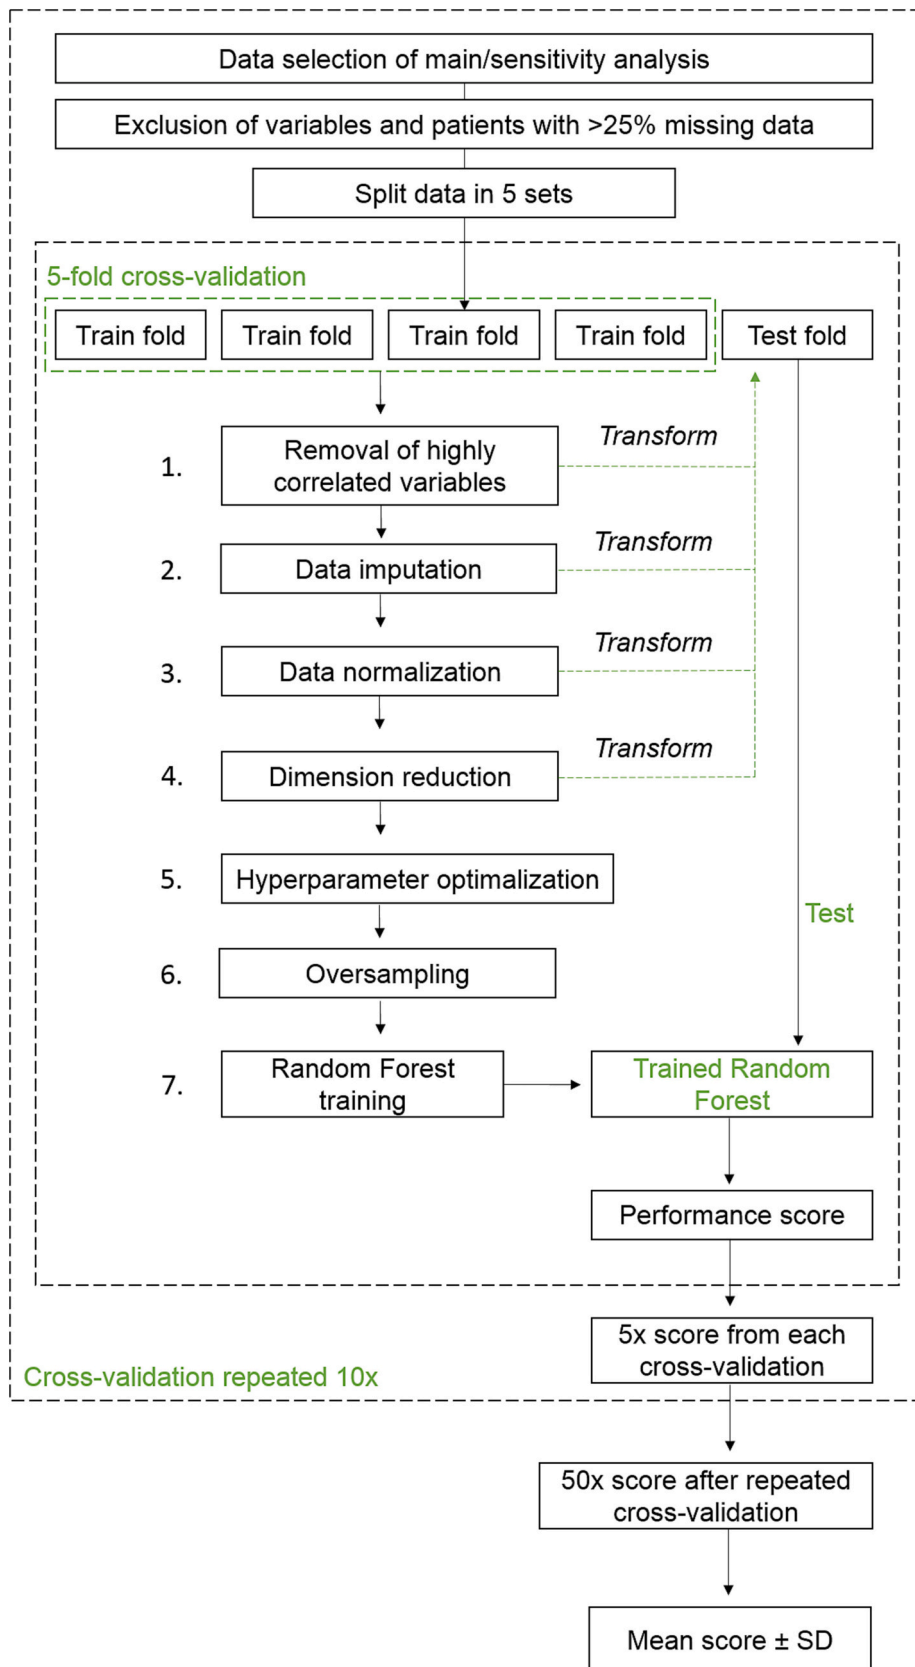 Data selection of main/sensitivity analysis
Exclusion of variables and patients with >25% missing data
Split data in 5 sets
5-fold cross-validation
Train fold
Train fold
Train fold
Train fold
Test fold
1.
Removal of highly
correlated variables
Transform
2.
Data imputation
Transform
3.
Data normalization
Transform
4.
Dimension reduction
Transform
5.
Hyperparameter optimalization
6.
Oversampling
Test
7.
Random Forest
training
Trained Random
Forest
Performance score
5x score from each
cross-validation
Cross-validation repeated 10x
50x score after repeated
cross-validation
Mean score ± SD